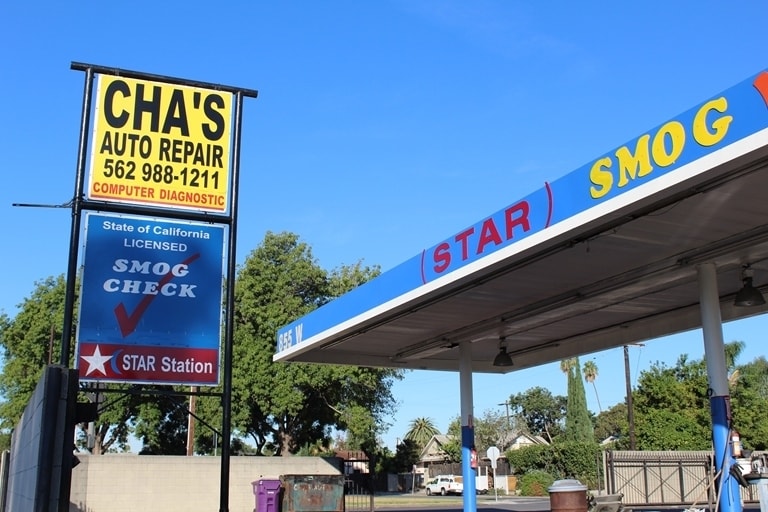 CHA'S
AUTO REPAIR
562 988-1211
COMPUTER DIAGNOSTIC
State of California
LICENSED
SMOG
CHECK
STAR Station
855 W
(STAR) SMOG